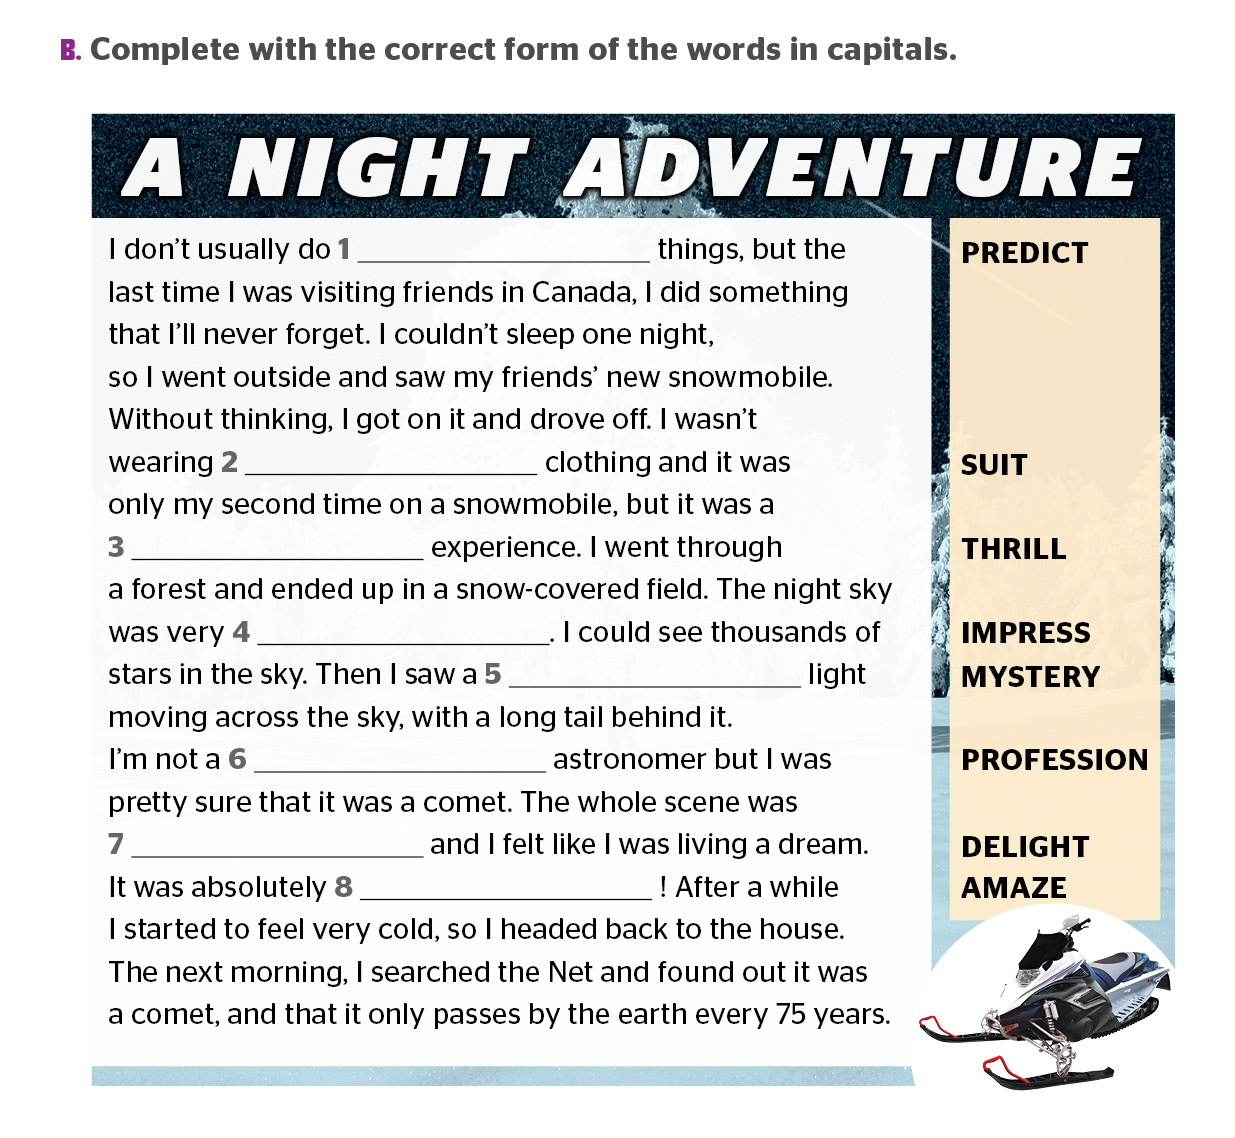 B. Complete with the correct form of the words in capitals.
A NIGHT ADVENTURE
I don't usually do 1 ____________________ things, but the PREDICT
last time I was visiting friends in Canada, I did something
that I'll never forget. I couldn't sleep one night,
so I went outside and saw my friends' new snowmobile.
Without thinking, I got on it and drove off. I wasn't
wearing 2 ____________________ clothing and it was SUIT
only my second time on a snowmobile, but it was a
3 ____________________ experience. I went through THRILL
a forest and ended up in a snow-covered field. The night sky
was very 4 ____________________. I could see thousands of IMPRESS
stars in the sky. Then I saw a 5 ____________________ light MYSTERY
moving across the sky, with a long tail behind it.
I'm not a 6 ____________________ astronomer but I was PROFESSION
pretty sure that it was a comet. The whole scene was
7 ____________________ and I felt like I was living a dream. DELIGHT
It was absolutely 8 ____________________ ! After a while AMAZE
I started to feel very cold, so I headed back to the house.
The next morning, I searched the Net and found out it was
a comet, and that it only passes by the earth every 75 years.